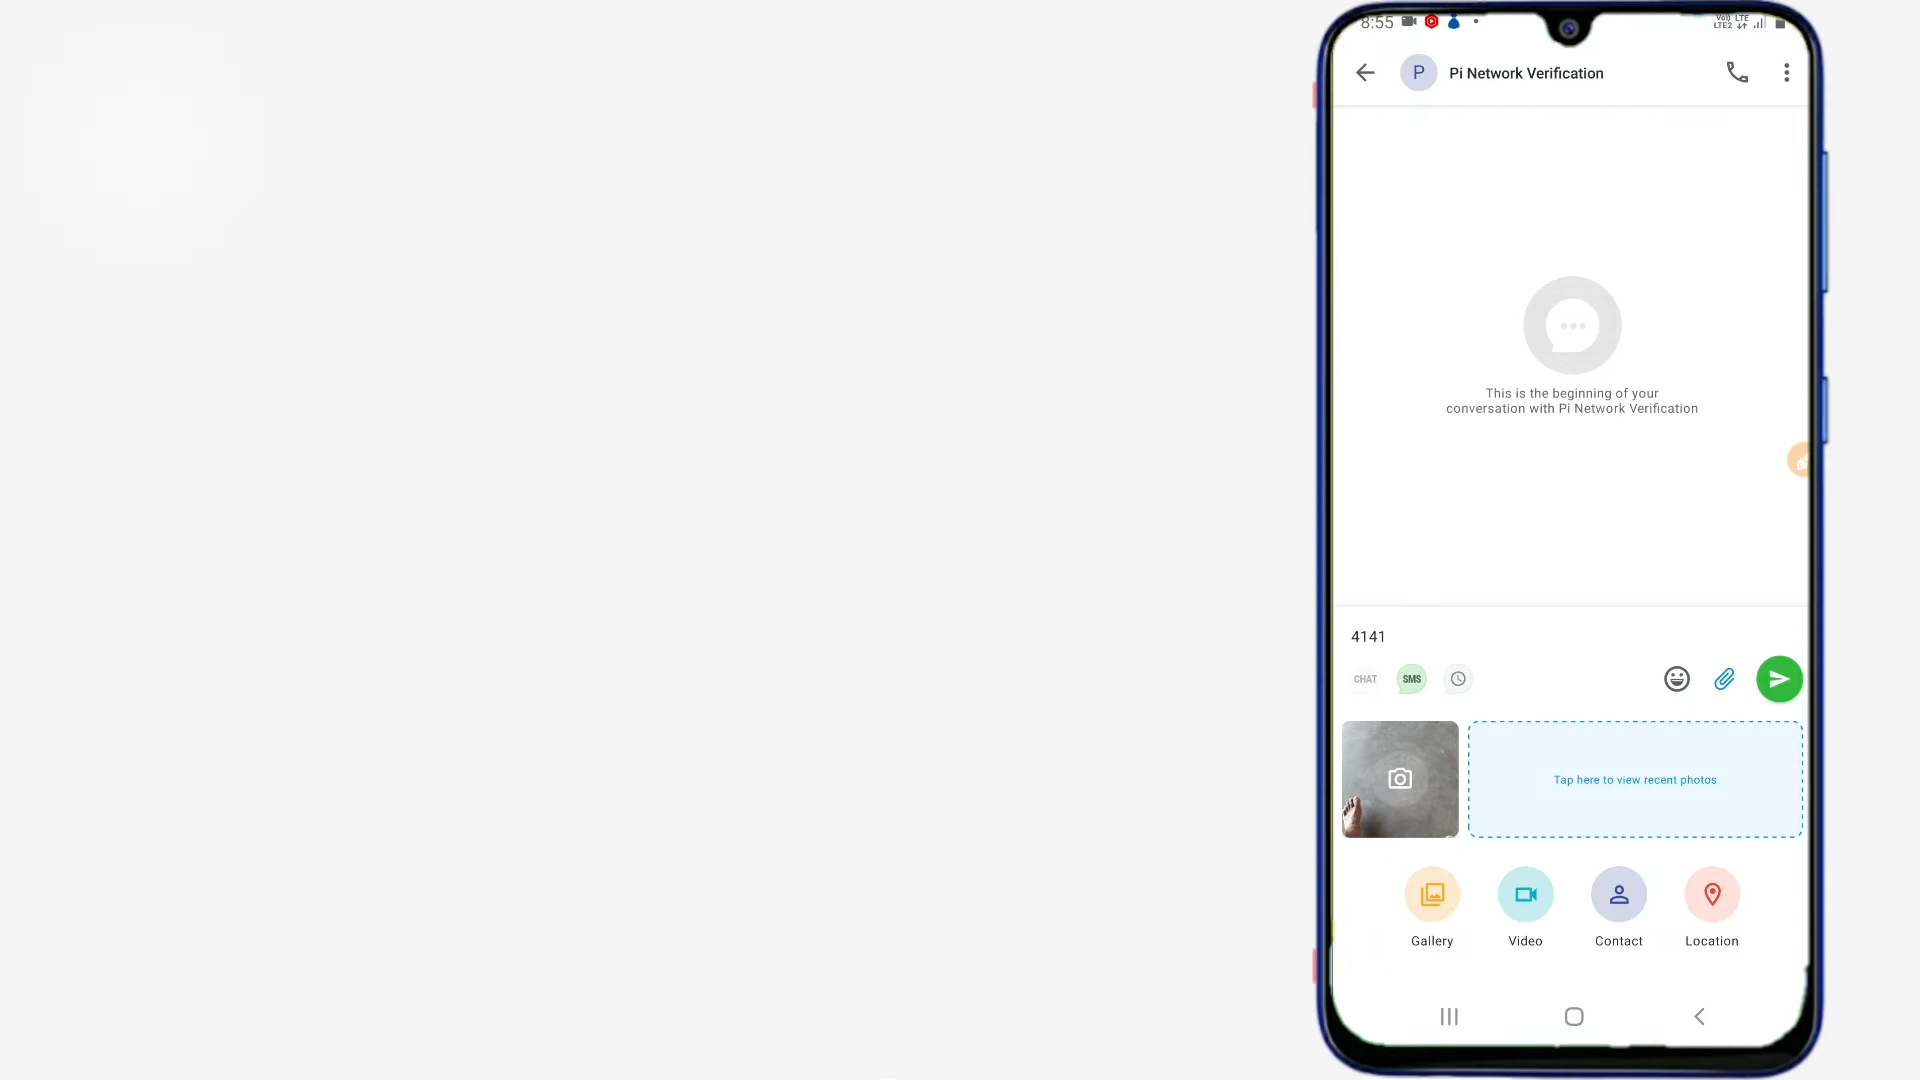 8:55
Vo)) LTE
LTE2
P
Pi Network Verification
This is the beginning of your
conversation with Pi Network Verification
4141
CHAT
SMS
Tap here to view recent photos
Gallery
Video
Contact
Location